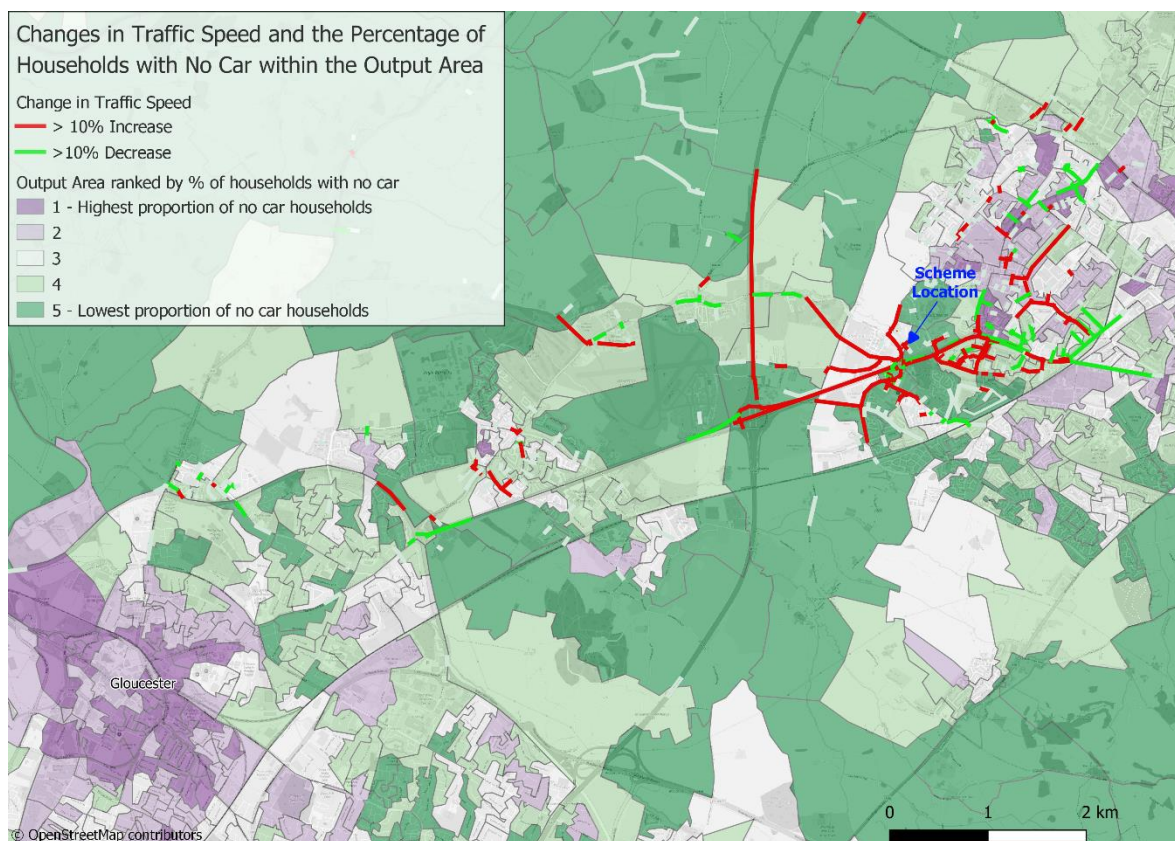 Changes in Traffic Speed and the Percentage of
Households with No Car within the Output Area
Change in Traffic Speed
> 10% Increase
>10% Decrease
Output Area ranked by % of households with no car
1 - Highest proportion of no car households
2
3
4
5 - Lowest proportion of no car households
Scheme
Location
Gloucester
0 1 2 km
© OpenStreetMap contributors